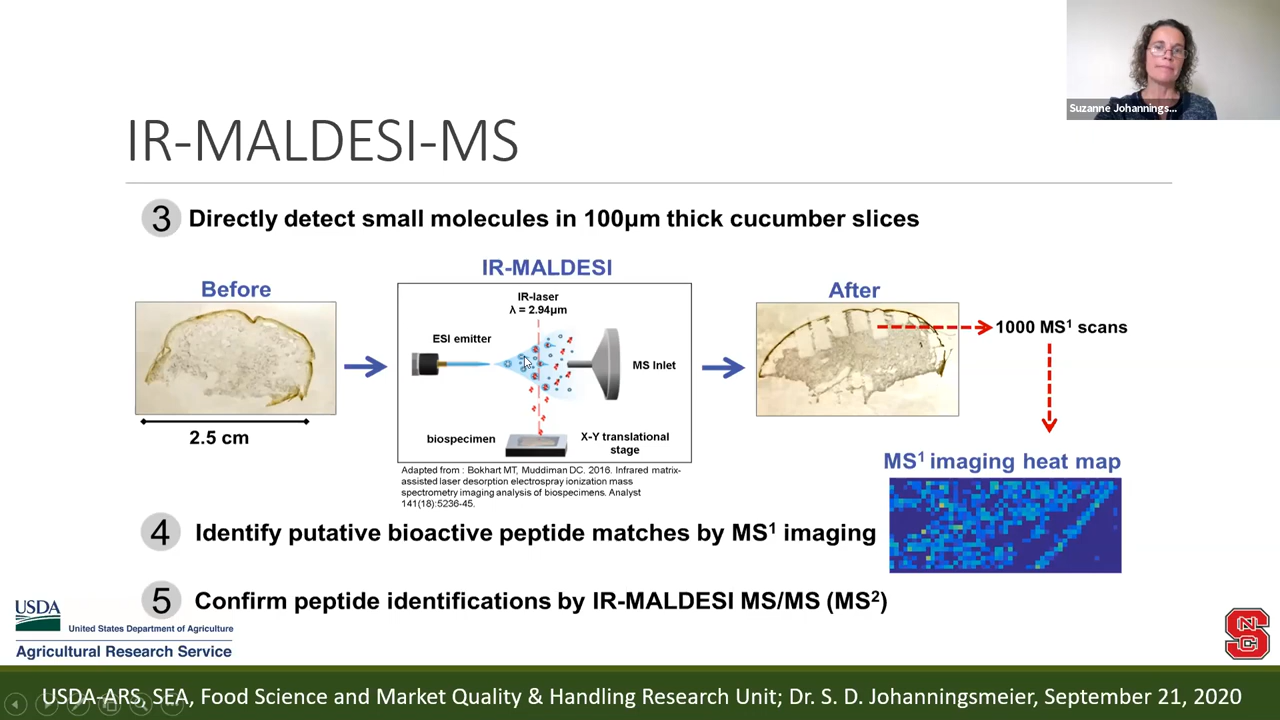 Suzanne Johannings...
IR-MALDESI-MS
3 Directly detect small molecules in 100µm thick cucumber slices
Before
2.5 cm
IR-MALDESI
IR-laser
λ = 2.94µm
ESI emitter
MS Inlet
biospecimen
X-Y translational
stage
Adapted from : Bokhart MT, Muddiman DC. 2016. Infrared matrix-
assisted laser desorption electrospray ionization mass
spectrometry imaging analysis of biospecimens. Analyst
141(18):5236-45.
After
1000 MS¹ scans
MS¹ imaging heat map
4 Identify putative bioactive peptide matches by MS¹ imaging
5 Confirm peptide identifications by IR-MALDESI MS/MS (MS²)
USDA
United States Department of Agriculture
Agricultural Research Service
NCS
USDA-ARS, SEA, Food Science and Market Quality & Handling Research Unit; Dr. S. D. Johanningsmeier, September 21, 2020